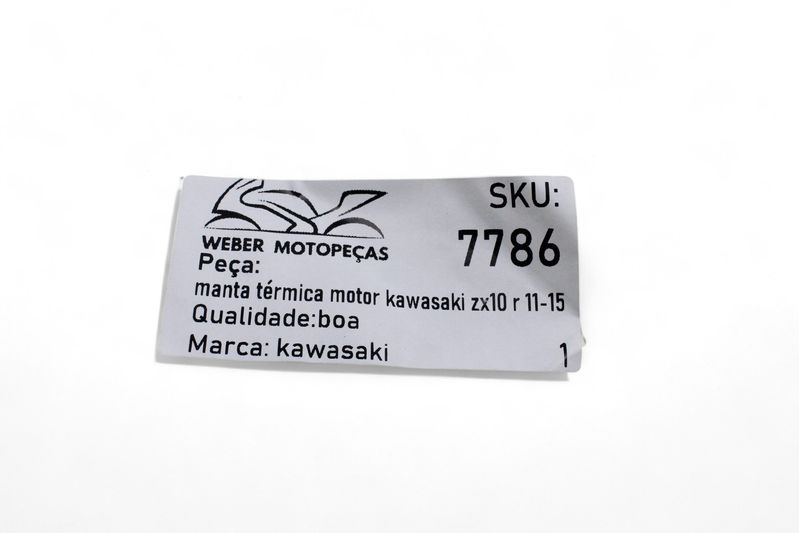 SKU:
WEBER MOTOPEÇAS
7786
Peça:
manta térmica motor kawasaki zx10 r 11-15
Qualidade:boa
Marca: kawasaki
1